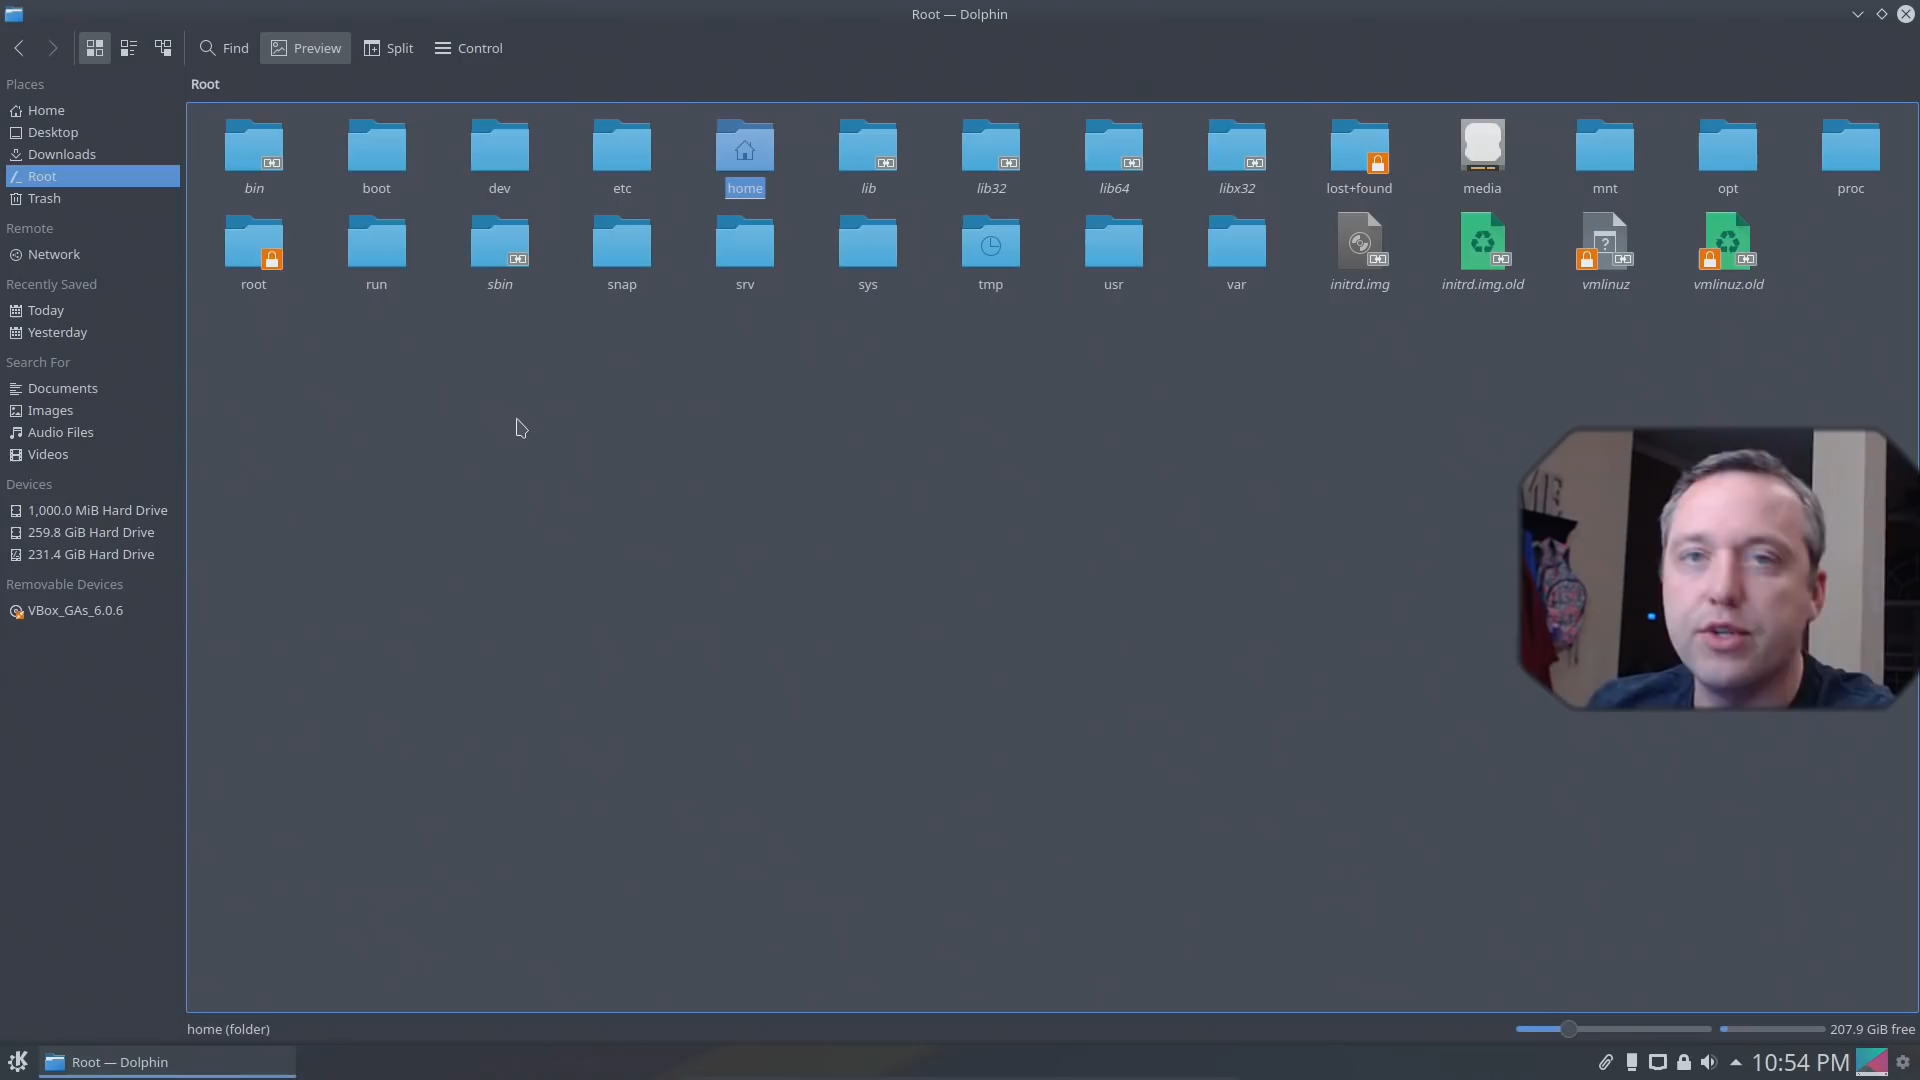 Root — Dolphin
Find
Preview
Split
Control
Places
Home
Desktop
Downloads
Root
Trash
Remote
Network
Recently Saved
Today
Yesterday
Search For
Documents
Images
Audio Files
Videos
Devices
1,000.0 MiB Hard Drive
259.8 GiB Hard Drive
231.4 GiB Hard Drive
Removable Devices
VBox_GAs_6.0.6
Root
bin boot dev etc home lib lib32 lib64 libx32 lost+found media mnt opt proc
root run sbin snap srv sys tmp usr var initrd.img initrd.img.old vmlinuz vmlinuz.old
home (folder)
207.9 GiB free
Root — Dolphin
10:54 PM